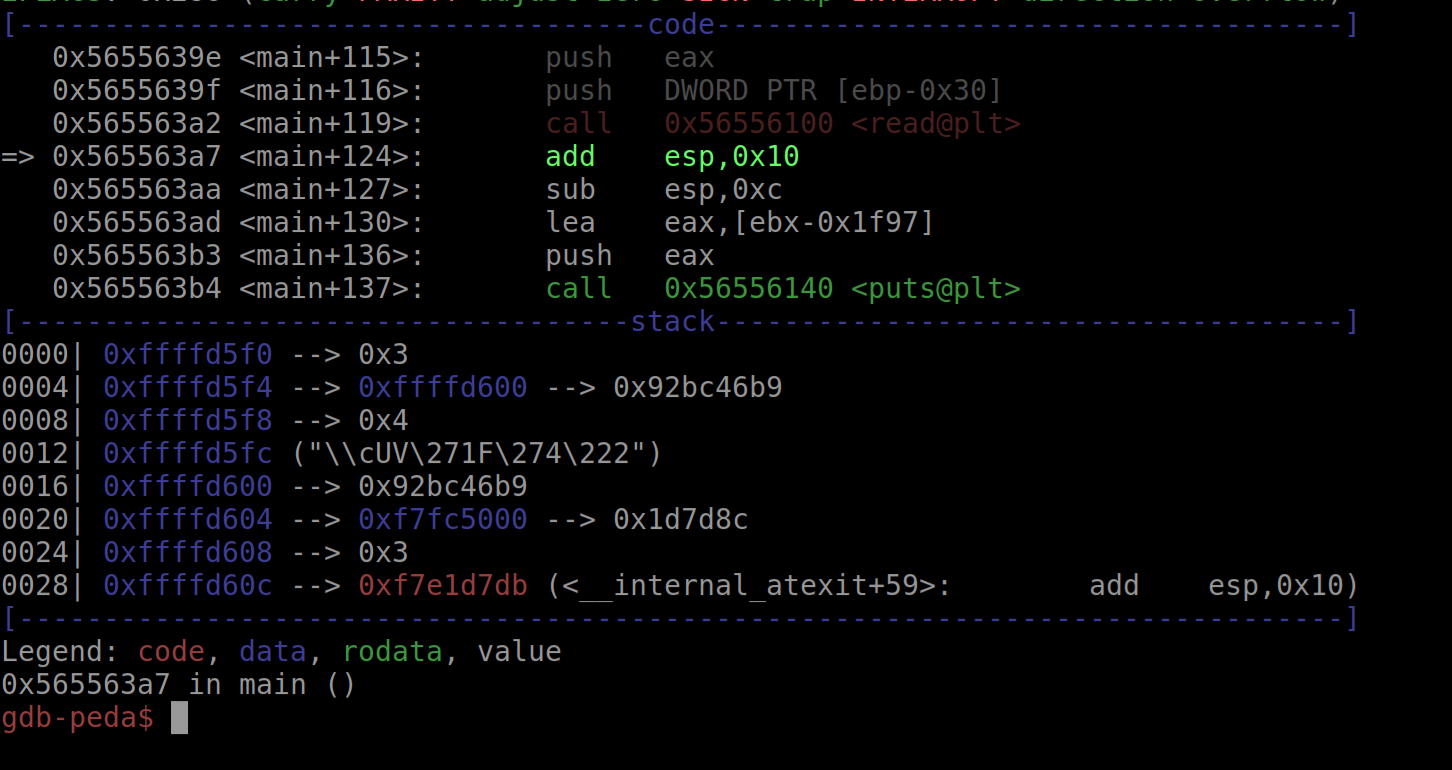 [-------------------------------------code-------------------------------------]
   0x5655639e <main+115>:	push   eax
   0x5655639f <main+116>:	push   DWORD PTR [ebp-0x30]
   0x565563a2 <main+119>:	call   0x56556100 <read@plt>
=> 0x565563a7 <main+124>:	add    esp,0x10
   0x565563aa <main+127>:	sub    esp,0xc
   0x565563ad <main+130>:	lea    eax,[ebx-0x1f97]
   0x565563b3 <main+136>:	push   eax
   0x565563b4 <main+137>:	call   0x56556140 <puts@plt>
[------------------------------------stack-------------------------------------]
0000| 0xffffd5f0 --> 0x3
0004| 0xffffd5f4 --> 0xffffd600 --> 0x92bc46b9
0008| 0xffffd5f8 --> 0x4
0012| 0xffffd5fc ("\\cUV\271F\274\222")
0016| 0xffffd600 --> 0x92bc46b9
0020| 0xffffd604 --> 0xf7fc5000 --> 0x1d7d8c
0024| 0xffffd608 --> 0x3
0028| 0xffffd60c --> 0xf7e1d7db (<__internal_atexit+59>:	add    esp,0x10)
[------------------------------------------------------------------------------]
Legend: code, data, rodata, value
0x565563a7 in main ()
gdb-peda$